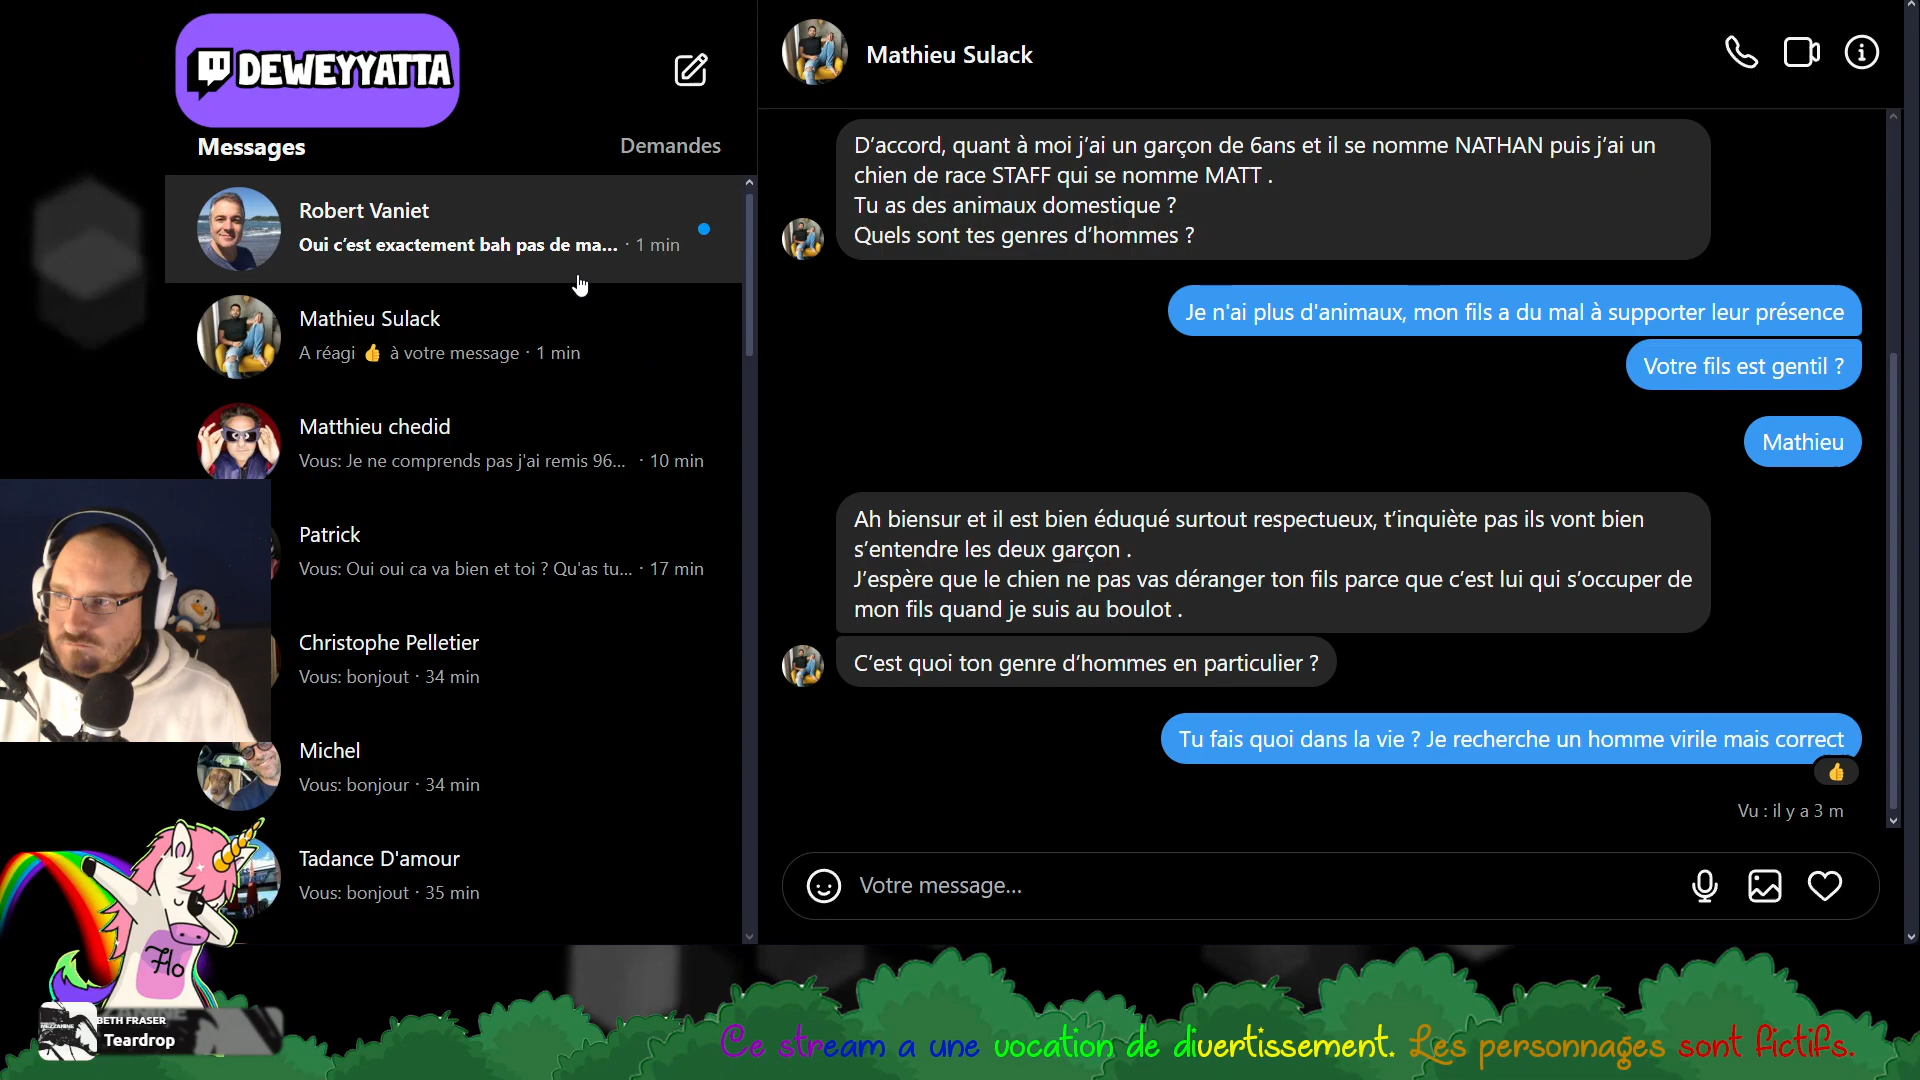 DEWEYYATTA
Messages
Demandes
Robert Vaniet
Oui c'est exactement bah pas de ma... · 1 min
Mathieu Sulack
A réagi 👍 à votre message · 1 min
Matthieu chedid
Vous: Je ne comprends pas j'ai remis 96... · 10 min
Patrick
Vous: Oui oui ca va bien et toi ? Qu'as tu... · 17 min
Christophe Pelletier
Vous: bonjout · 34 min
Michel
Vous: bonjour · 34 min
Tadance D'amour
Vous: bonjout · 35 min
Mathieu Sulack
D'accord, quant à moi j'ai un garçon de 6ans et il se nomme NATHAN puis j'ai un
chien de race STAFF qui se nomme MATT .
Tu as des animaux domestique ?
Quels sont tes genres d'hommes ?
Je n'ai plus d'animaux, mon fils a du mal à supporter leur présence
Votre fils est gentil ?
Mathieu
Ah biensur et il est bien éduqué surtout respectueux, t'inquiète pas ils vont bien
s'entendre les deux garçon .
J'espère que le chien ne pas vas déranger ton fils parce que c'est lui qui s'occuper de
mon fils quand je suis au boulot .
C'est quoi ton genre d'hommes en particulier ?
Tu fais quoi dans la vie ? Je recherche un homme virile mais correct
👍
Vu : il y a 3 m
Votre message...
Flo
MEZZANINE
BETH FRASER
Teardrop
Ce stream a une vocation de divertissement. Les personnages sont fictifs.